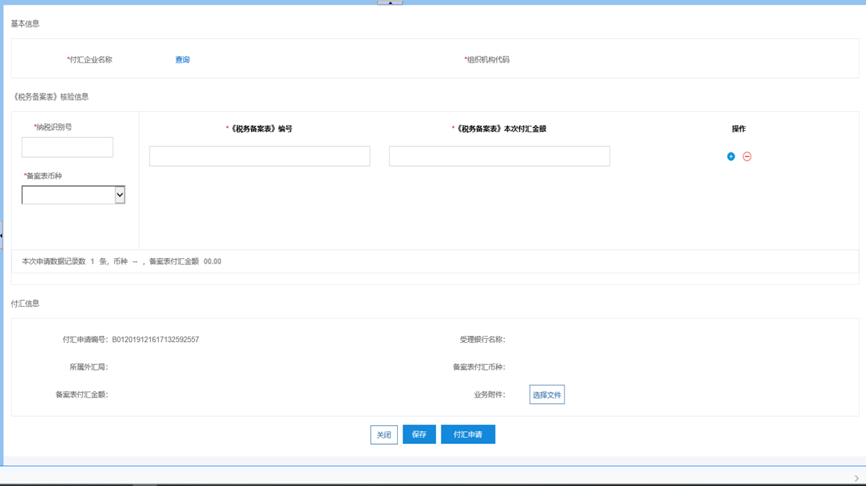 基本信息
*付汇企业名称 查询 *组织机构代码
《税务备案表》核验信息
*纳税识别号 *《税务备案表》编号 *《税务备案表》本次付汇金额 操作
*备案表币种
本次申请数据记录数 1 条，币种 -- ，备案表付汇金额 00.00
付汇信息
付汇申请编号：B012019121617132592557 受理银行名称：
所属外汇局： 备案表付汇币种：
备案表付汇金额： 业务附件： 选择文件
关闭 保存 付汇申请